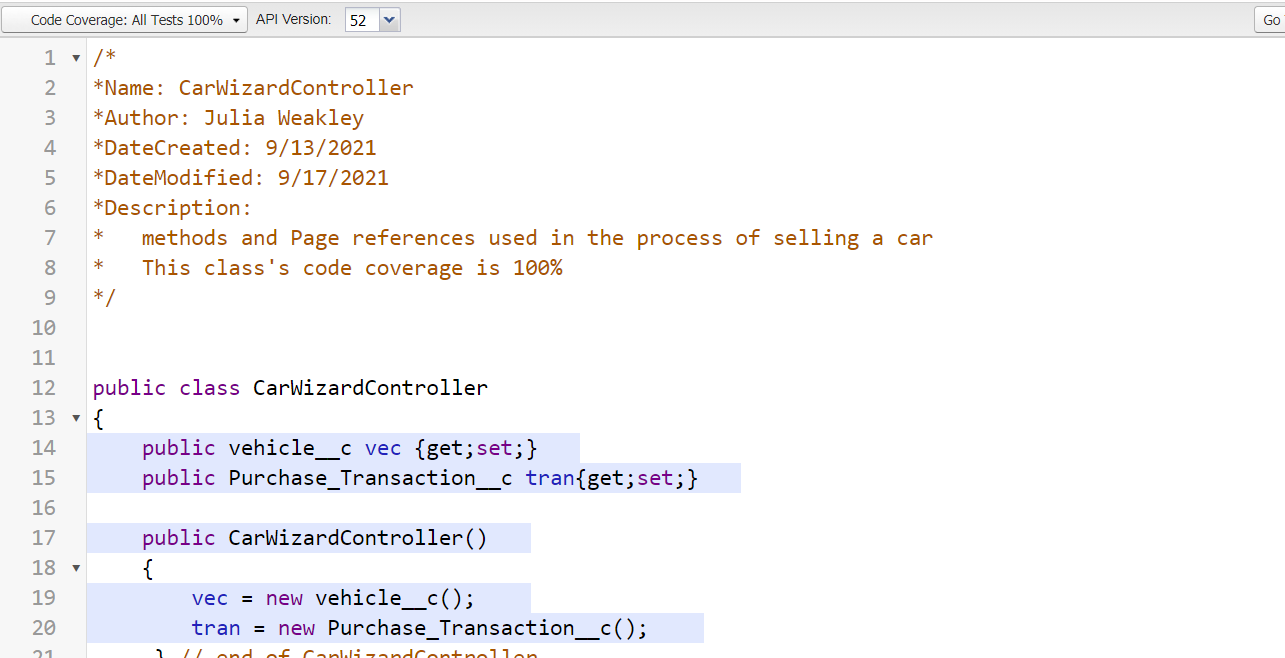 Code Coverage: All Tests 100% API Version: 52 Go
1 /*
2 *Name: CarWizardController
3 *Author: Julia Weakley
4 *DateCreated: 9/13/2021
5 *DateModified: 9/17/2021
6 *Description:
7 *   methods and Page references used in the process of selling a car
8 *   This class's code coverage is 100%
9 */
10
11
12 public class CarWizardController
13 {
14     public vehicle__c vec {get;set;}
15     public Purchase_Transaction__c tran{get;set;}
16
17     public CarWizardController()
18     {
19         vec = new vehicle__c();
20         tran = new Purchase_Transaction__c();
21      } // end of CarWizardController